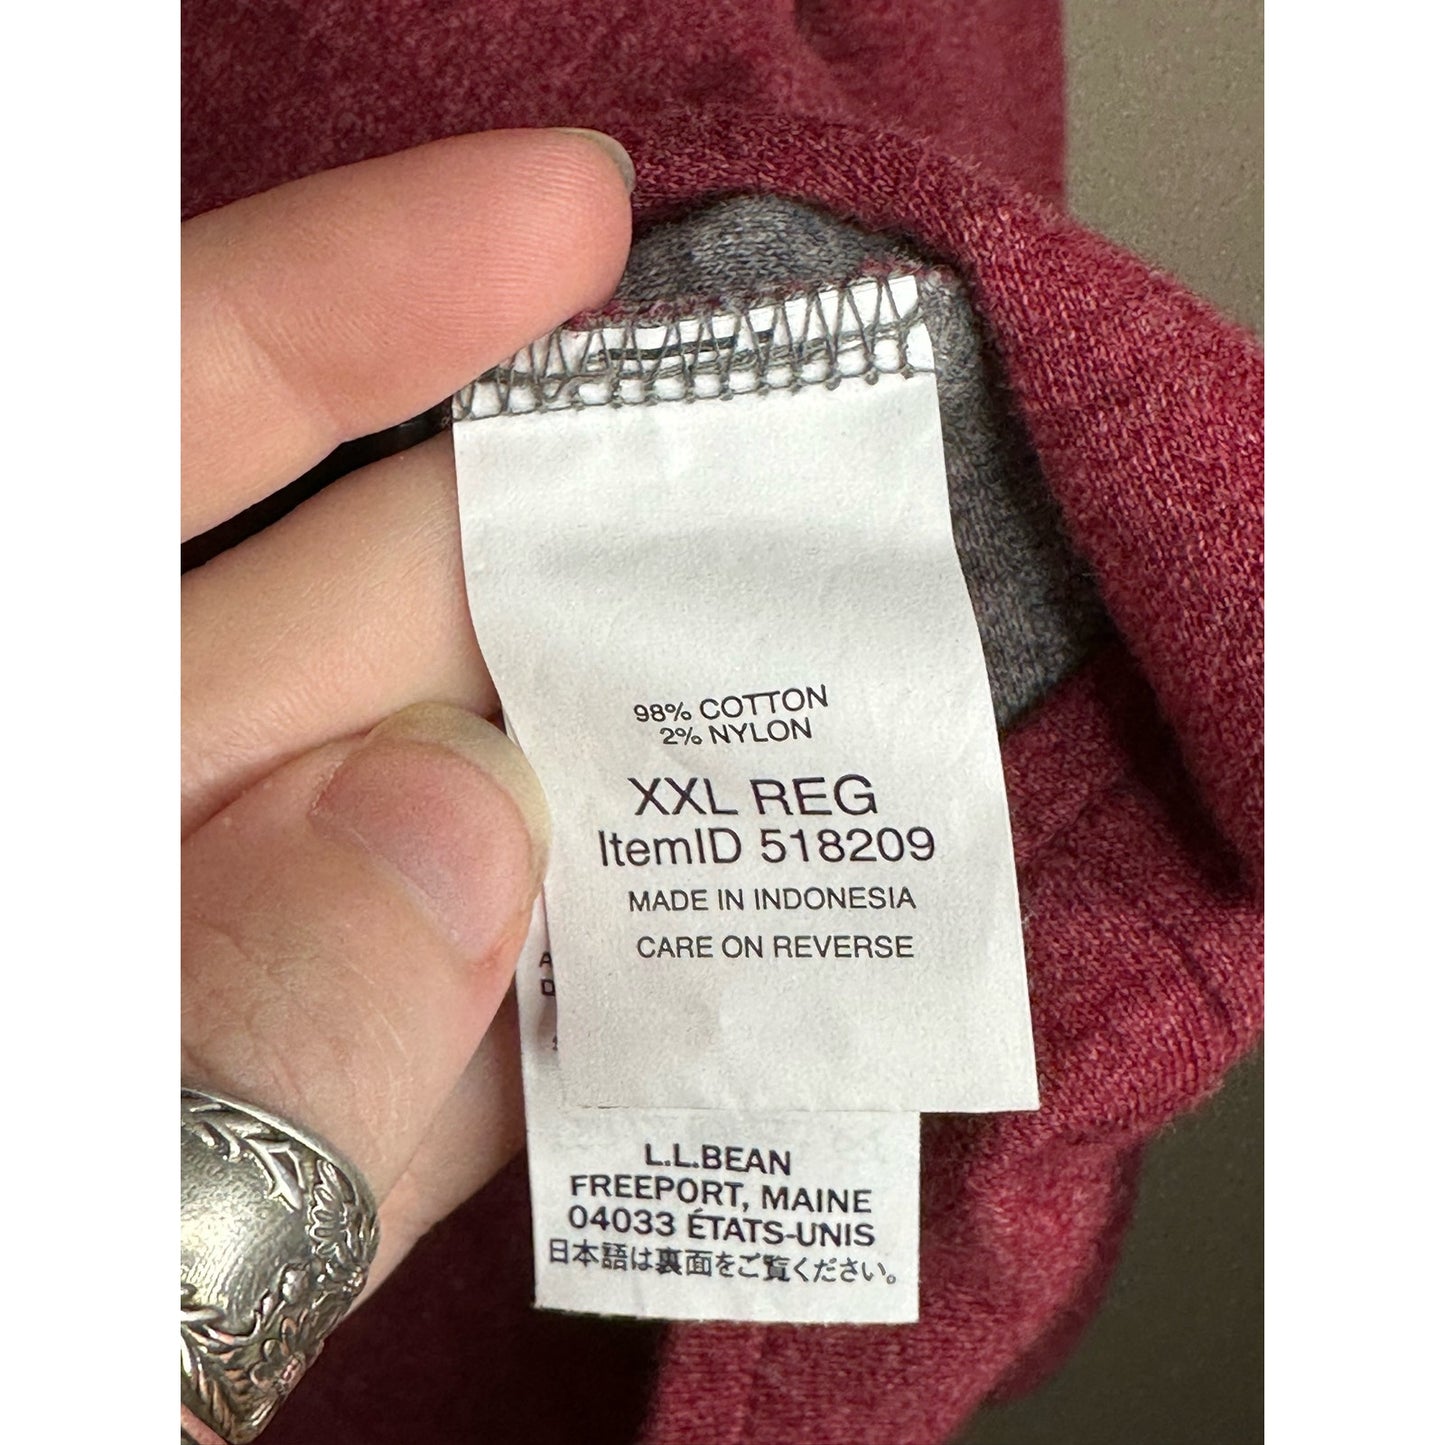 98% COTTON
2% NYLON
XXL REG
ItemID 518209
MADE IN INDONESIA
CARE ON REVERSE
L.L.BEAN
FREEPORT, MAINE
04033 ÉTATS-UNIS
日本語は裏面をご覧ください。